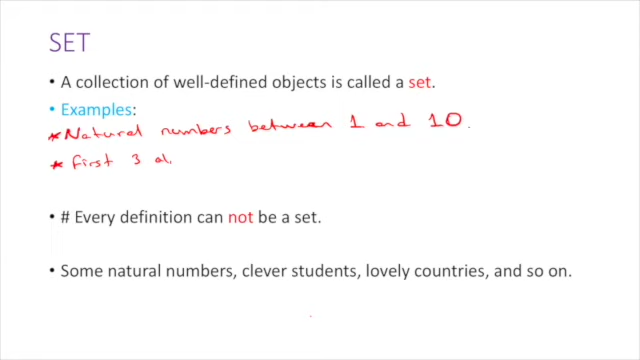 SET
• A collection of well-defined objects is called a set.
• Examples:
* Natural numbers between 1 and 10.
* First 3 al
• # Every definition can not be a set.
• Some natural numbers, clever students, lovely countries, and so on.